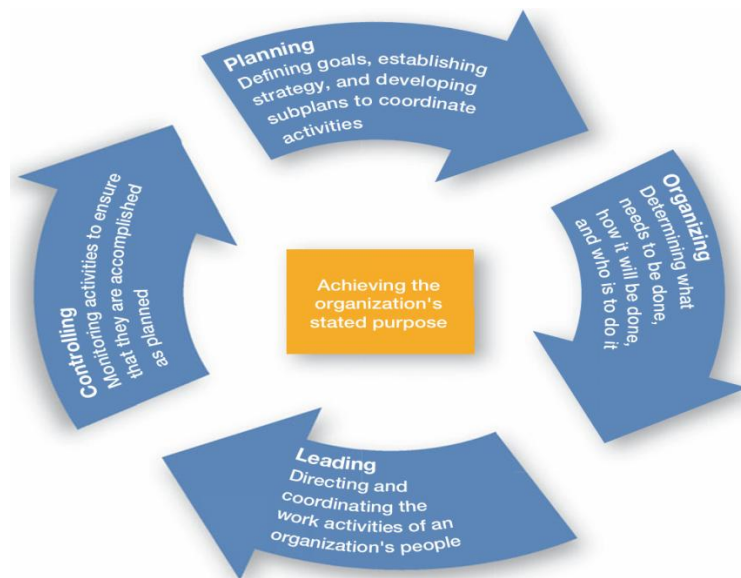 Planning
Defining goals, establishing
strategy, and developing
subplans to coordinate
activities
Organizing
Determining what
needs to be done,
how it will be done,
and who is to do it
Leading
Directing and
coordinating the
work activities of an
organization's people
Controlling
Monitoring activities to ensure
that they are accomplished
as planned
Achieving the
organization's
stated purpose